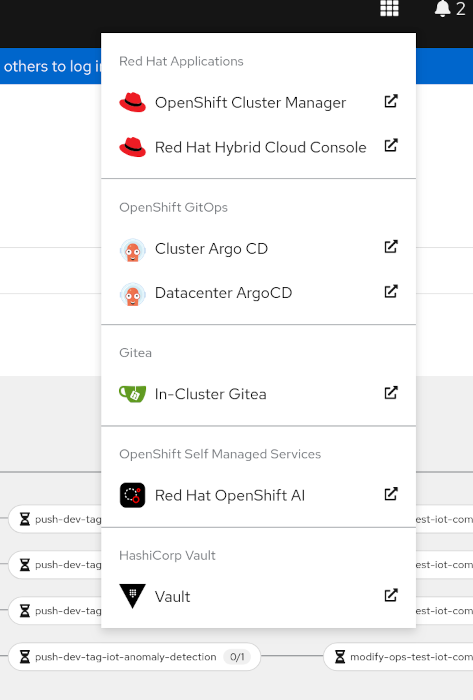 2
others to log i
Red Hat Applications
OpenShift Cluster Manager
Red Hat Hybrid Cloud Console
OpenShift GitOps
Cluster Argo CD
Datacenter ArgoCD
Gitea
In-Cluster Gitea
OpenShift Self Managed Services
Red Hat OpenShift AI
push-dev-tag est-iot-com
HashiCorp Vault
push-dev-tag est-iot-com
Vault
push-dev-tag est-iot-com
push-dev-tag-iot-anomaly-detection 0/1 modify-ops-test-iot-com